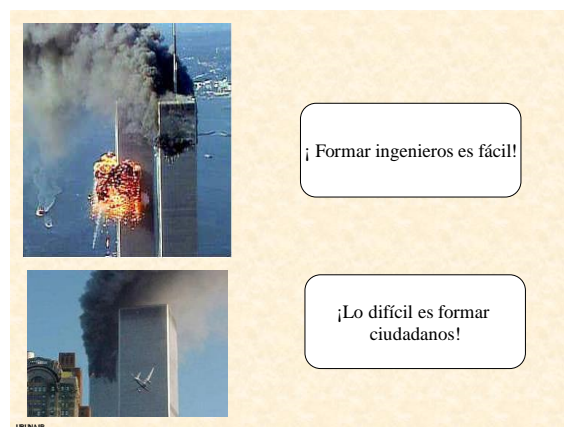 ¡ Formar ingenieros es fácil!
¡Lo difícil es formar
ciudadanos!